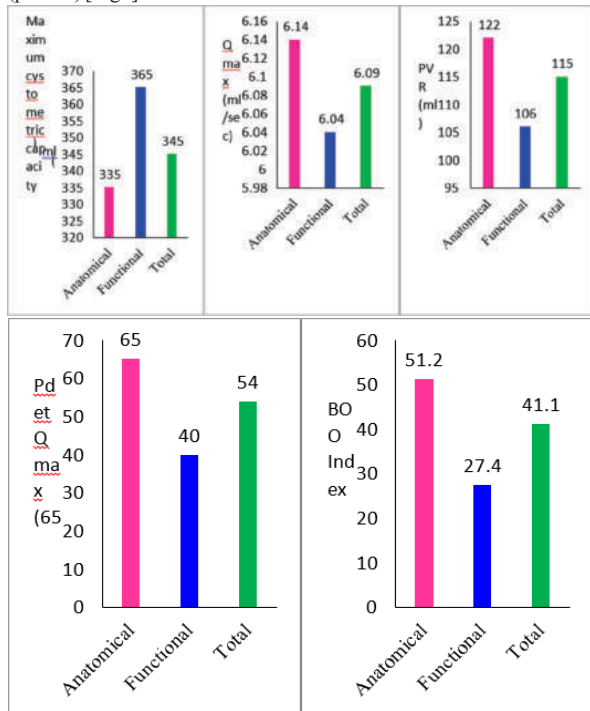 Ma
xim
um
cys
to
me
tric
cap
aci
ty
ml
370
365
360
355
350
345
340
335
330
325
320
335
365
345
Anatomical
Functional
Total
Q
ma
x
(ml
/se
c)
6.16
6.14
6.12
6.1
6.08
6.06
6.04
6.02
6
5.98
6.14
6.04
6.09
Anatomical
Functional
Total
PV
R
(ml
)
125
120
115
110
105
100
95
122
106
115
Anatomical
Functional
Total
Pd
et
Q
ma
x
(65
70
60
50
40
30
20
10
0
65
40
54
Anatomical
Functional
Total
BO
O
Ind
ex
60
50
40
30
20
10
0
51.2
27.4
41.1
Anatomical
Functional
Total